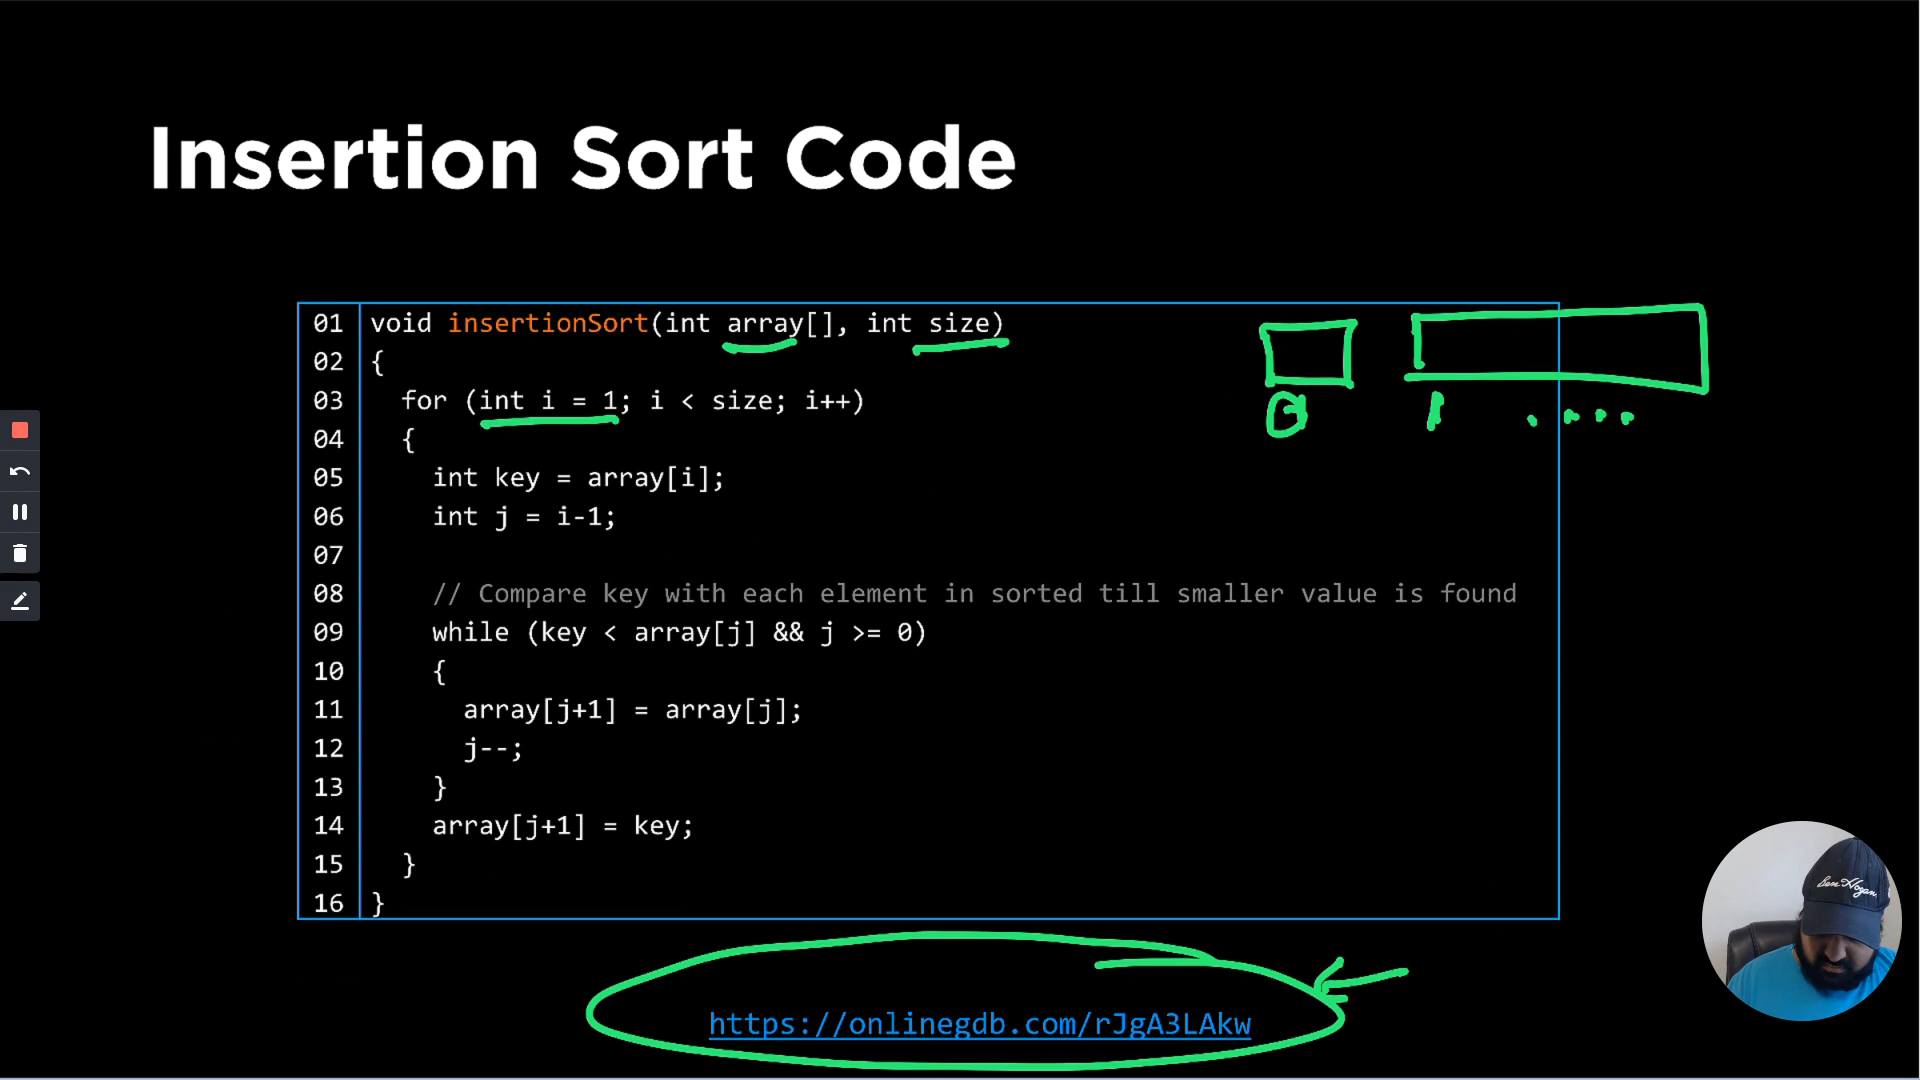 Insertion Sort Code
01 void insertionSort(int array[], int size)
02 {
03   for (int i = 1; i < size; i++)
04   {
05     int key = array[i];
06     int j = i-1;
07
08     // Compare key with each element in sorted till smaller value is found
09     while (key < array[j] && j >= 0)
10     {
11       array[j+1] = array[j];
12       j--;
13     }
14     array[j+1] = key;
15   }
16 }
0 1 ....
https://onlinegdb.com/rJgA3LAkw
Ben Hogan